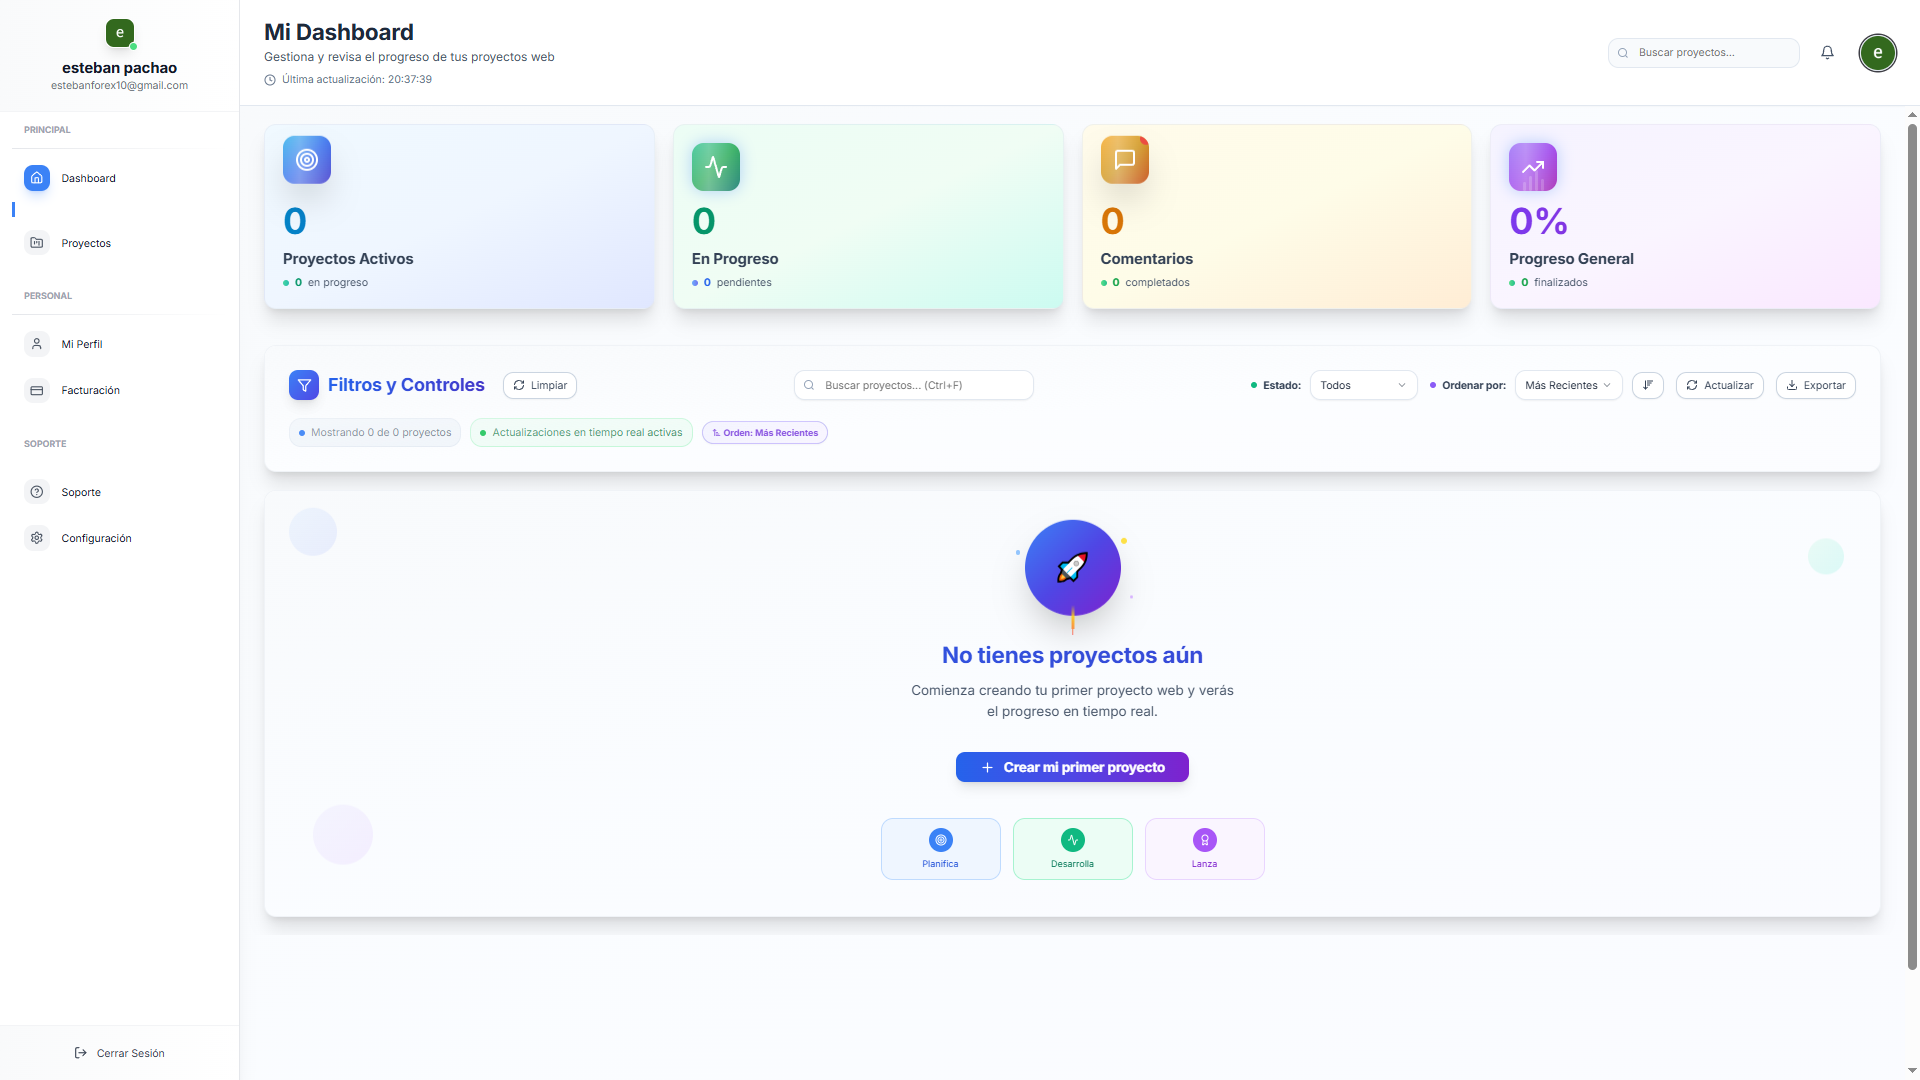 e
esteban pachao
estebanforex10@gmail.com
PRINCIPAL
Dashboard
Proyectos
PERSONAL
Mi Perfil
Facturación
SOPORTE
Soporte
Configuración
Cerrar Sesión
Mi Dashboard
Gestiona y revisa el progreso de tus proyectos web
Última actualización: 20:37:39
Buscar proyectos...
e
0
Proyectos Activos
0 en progreso
0
En Progreso
0 pendientes
0
Comentarios
0 completados
0%
Progreso General
0 finalizados
Filtros y Controles
Limpiar
Buscar proyectos... (Ctrl+F)
Estado:
Todos
Ordenar por:
Más Recientes
Actualizar
Exportar
Mostrando 0 de 0 proyectos
Actualizaciones en tiempo real activas
Orden: Más Recientes
No tienes proyectos aún
Comienza creando tu primer proyecto web y verás
el progreso en tiempo real.
Crear mi primer proyecto
Planifica
Desarrolla
Lanza